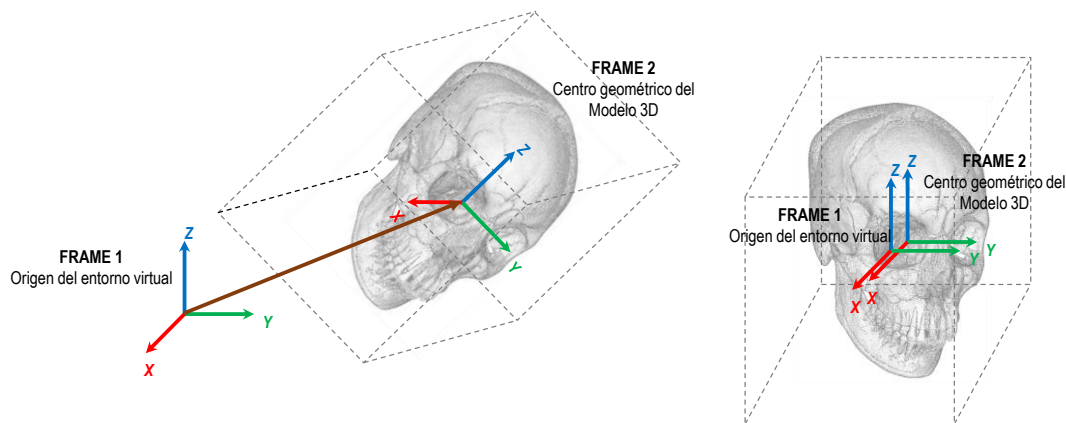 FRAME 2
Centro geométrico del
Modelo 3D
Z
X
Y
FRAME 1
Origen del entorno virtual
Z
Y
X
FRAME 2
Centro geométrico del
Modelo 3D
Z
Z
FRAME 1
Origen del entorno virtual
Y
Y
X
X